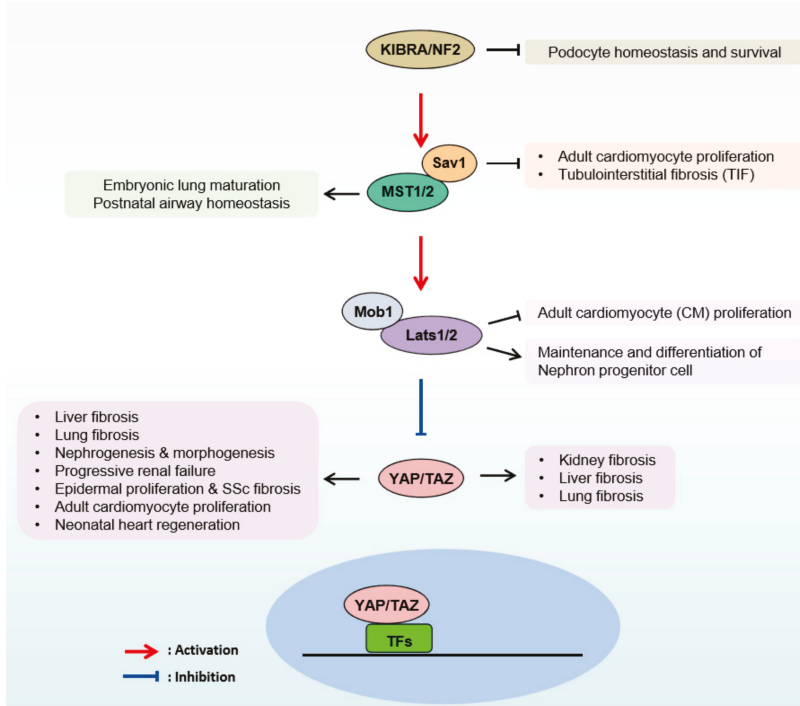 KIBRA/NF2
Podocyte homeostasis and survival
Sav1
• Adult cardiomyocyte proliferation
• Tubulointerstitial fibrosis (TIF)
Embryonic lung maturation
Postnatal airway homeostasis
MST1/2
Mob1
Lats1/2
Adult cardiomyocyte (CM) proliferation
Maintenance and differentiation of
Nephron progenitor cell
• Liver fibrosis
• Lung fibrosis
• Nephrogenesis & morphogenesis
• Progressive renal failure
• Epidermal proliferation & SSc fibrosis
• Adult cardiomyocyte proliferation
• Neonatal heart regeneration
YAP/TAZ
• Kidney fibrosis
• Liver fibrosis
• Lung fibrosis
YAP/TAZ
TFs
: Activation
: Inhibition